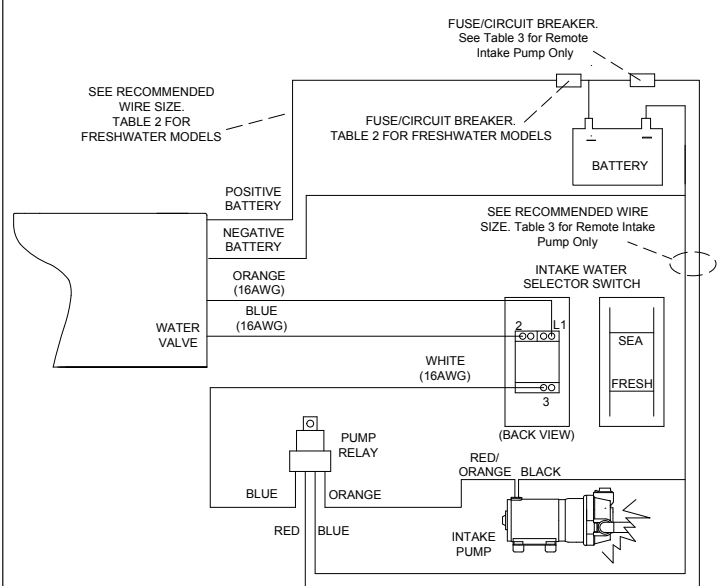 FUSE/CIRCUIT BREAKER.
See Table 3 for Remote
Intake Pump Only
SEE RECOMMENDED
WIRE SIZE.
TABLE 2 FOR
FRESHWATER MODELS
FUSE/CIRCUIT BREAKER.
TABLE 2 FOR FRESHWATER MODELS
BATTERY
POSITIVE
BATTERY
NEGATIVE
BATTERY
SEE RECOMMENDED WIRE
SIZE. Table 3 for Remote Intake
Pump Only
ORANGE
(16AWG)
INTAKE WATER
SELECTOR SWITCH
BLUE
(16AWG)
WATER
VALVE
2
L1
SEA
WHITE
(16AWG)
FRESH
3
(BACK VIEW)
PUMP
RELAY
RED/
ORANGE
BLACK
BLUE
ORANGE
RED
BLUE
INTAKE
PUMP